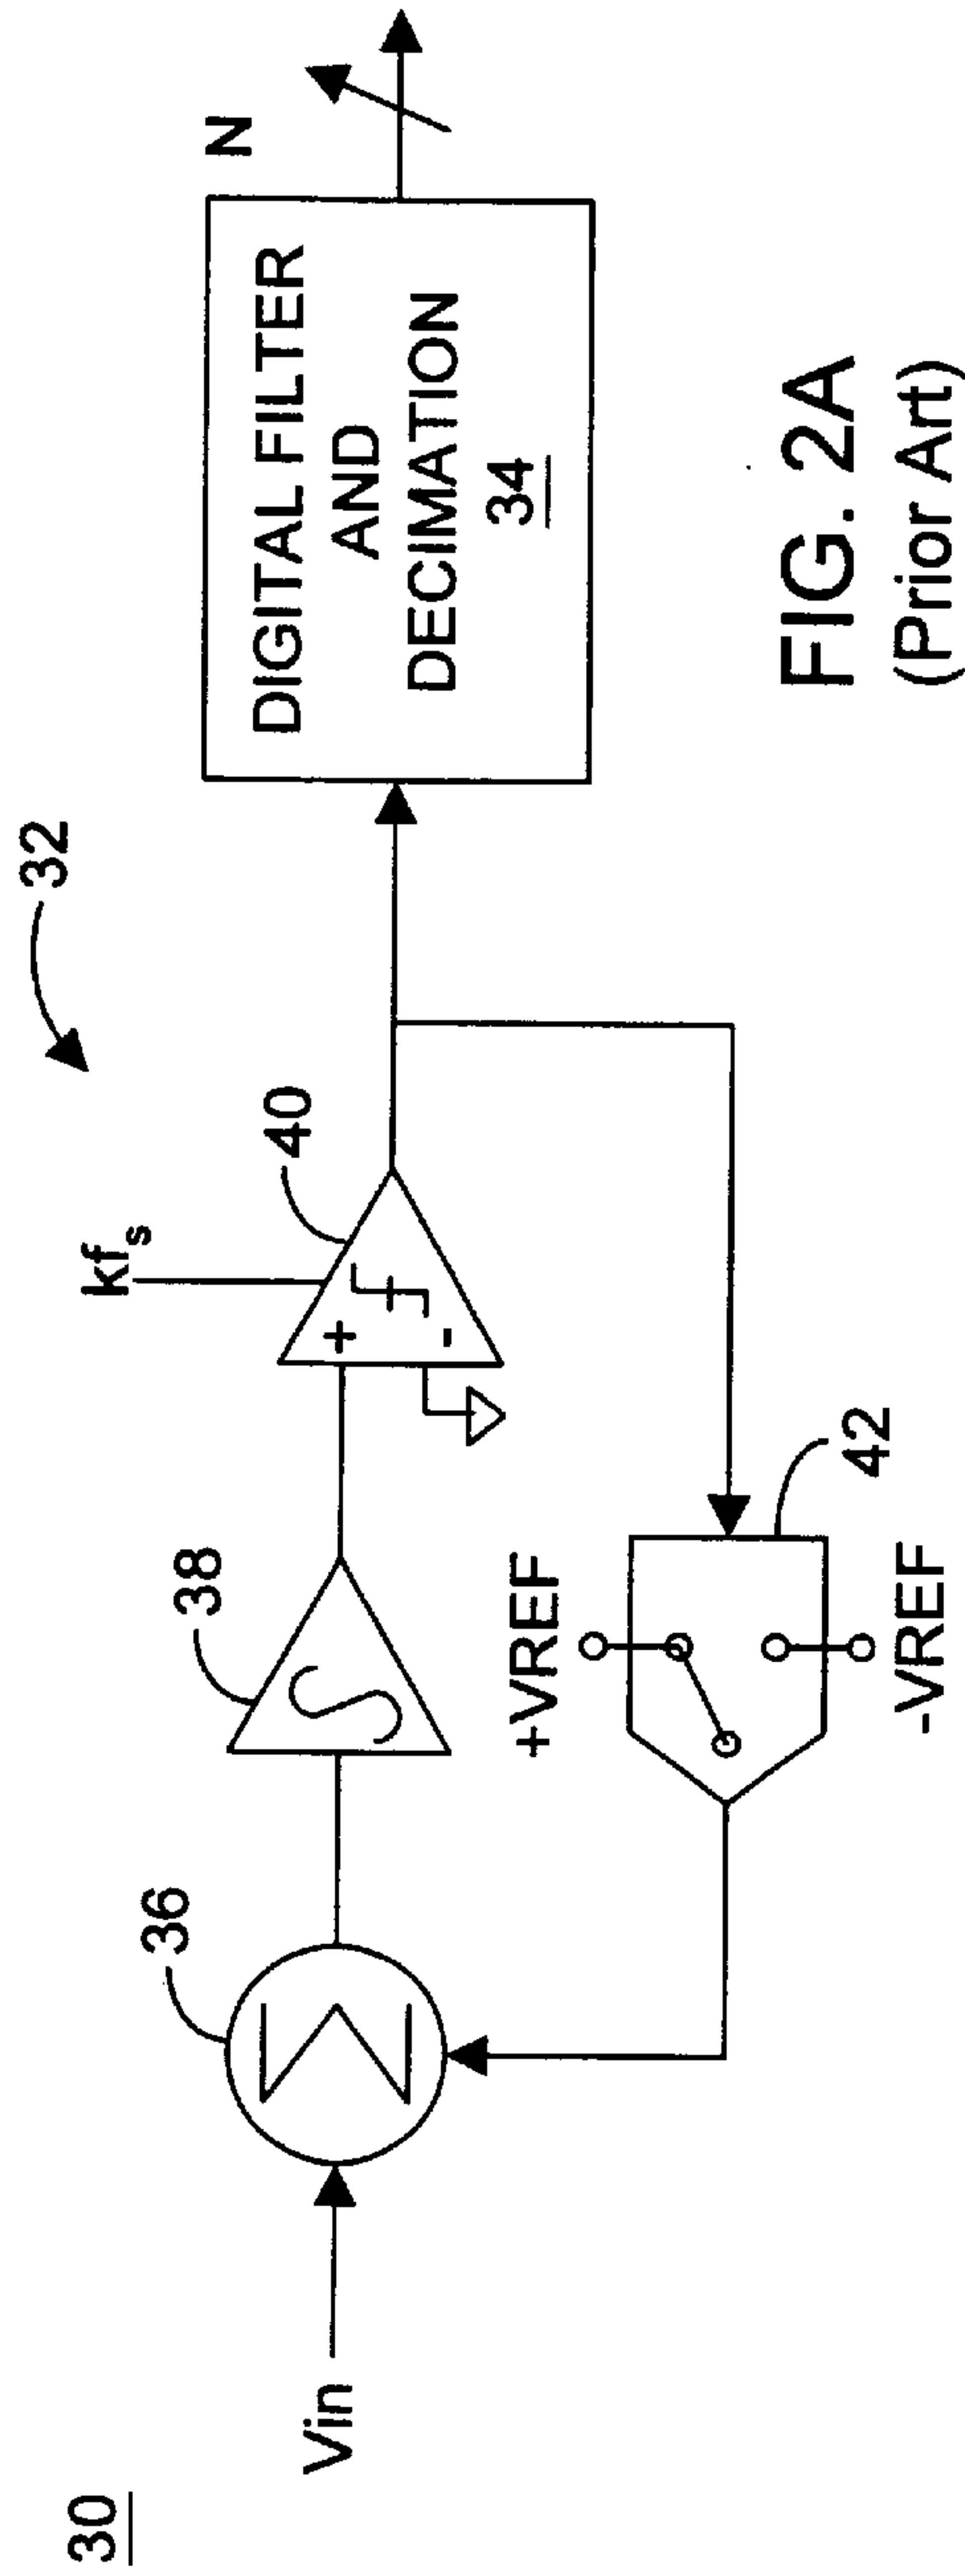 30
32
Vin
36
Σ
38
∫
kfs
40
+
-
+VREF
-VREF
42
DIGITAL FILTER
AND
DECIMATION
34
N
FIG. 2A
(Prior Art)